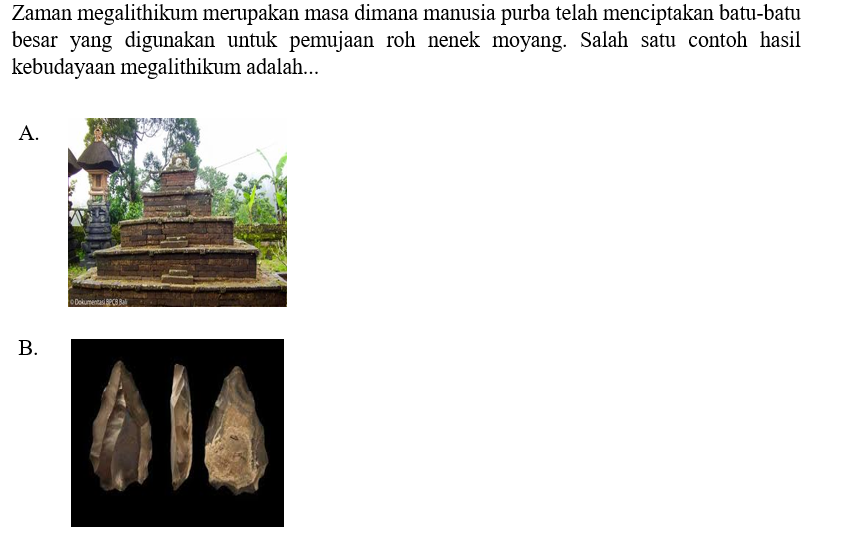 Zaman megalithikum merupakan masa dimana manusia purba telah menciptakan batu-batu
besar yang digunakan untuk pemujaan roh nenek moyang. Salah satu contoh hasil
kebudayaan megalithikum adalah...
A.
© Dokumentasi BPCB Bali
B.